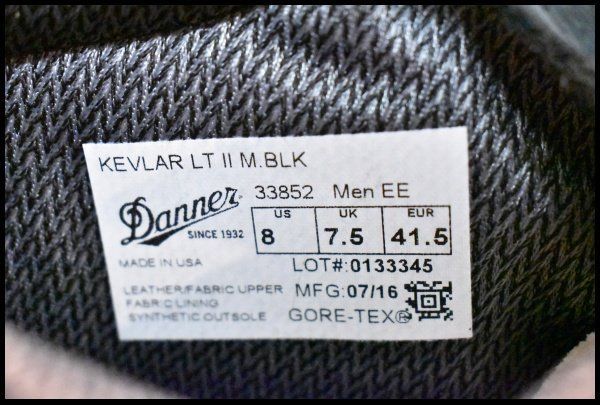 KEVLAR LT II M.BLK
Danner®
SINCE 1932
33852 Men EE
US UK EUR
8 7.5 41.5
MADE IN USA
LOT#:0133345
LEATHER/FABRIC UPPER
FABRIC LINING
SYNTHETIC OUTSOLE
MFG:07/16
GORE-TEX®